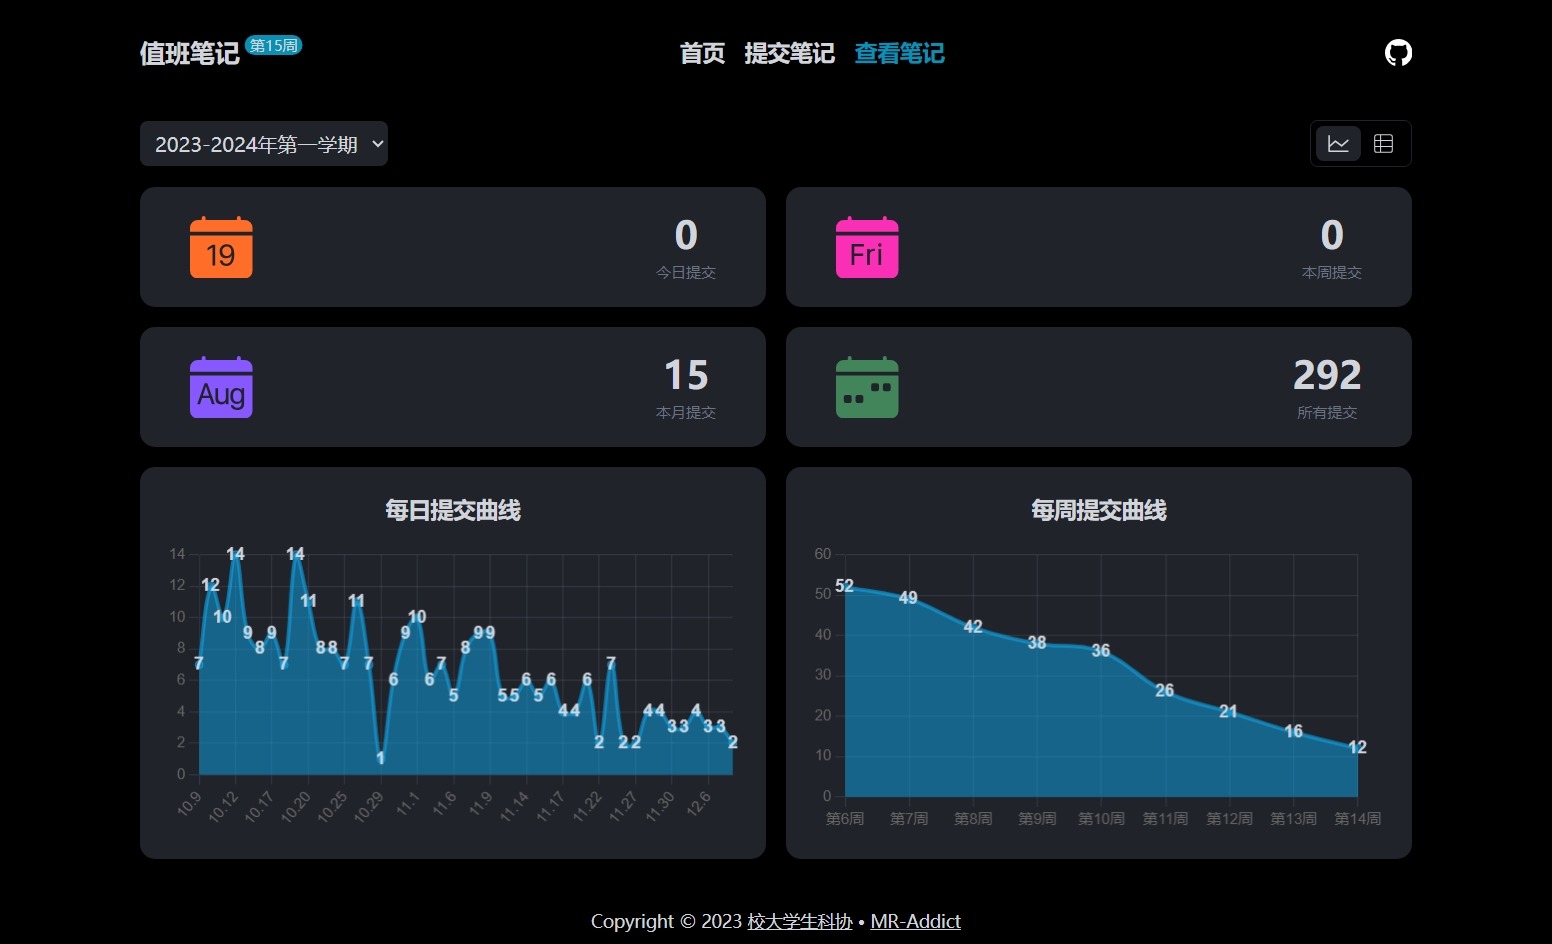 值班笔记 第15周
首页 提交笔记 查看笔记
2023-2024年第一学期
19
0
今日提交
Fri
0
本周提交
Aug
15
本月提交
292
所有提交
每日提交曲线
14
12
10
8
6
4
2
0
7 12 10 14 9 8 9 7 14 11 8 8 7 11 7 1 6 9 10 6 7 5 8 9 9 5 5 6 5 6 4 4 6 2 7 2 2 4 4 3 3 4 3 3 2
10.9 10.12 10.17 10.20 10.25 10.29 11.1 11.6 11.9 11.14 11.17 11.22 11.27 11.30 12.6
每周提交曲线
60
50
40
30
20
10
0
52 49 42 38 36 26 21 16 12
第6周 第7周 第8周 第9周 第10周 第11周 第12周 第13周 第14周
Copyright © 2023 校大学生科协 • MR-Addict